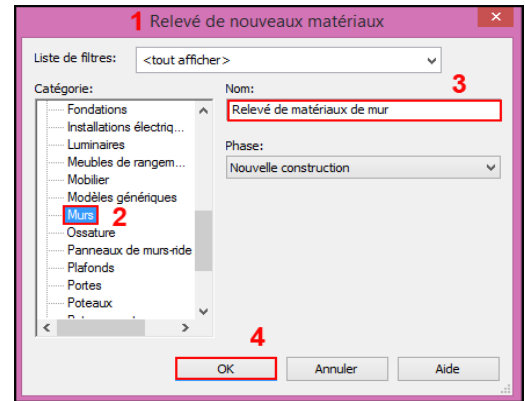 1 Relevé de nouveaux matériaux
Liste de filtres: <tout afficher>
Catégorie:
Fondations
Installations électriq...
Luminaires
Meubles de rangem...
Mobilier
Modèles génériques
Murs 2
Ossature
Panneaux de murs-ride
Plafonds
Portes
Poteaux
Nom: 3
Relevé de matériaux de mur
Phase:
Nouvelle construction
4
OK Annuler Aide